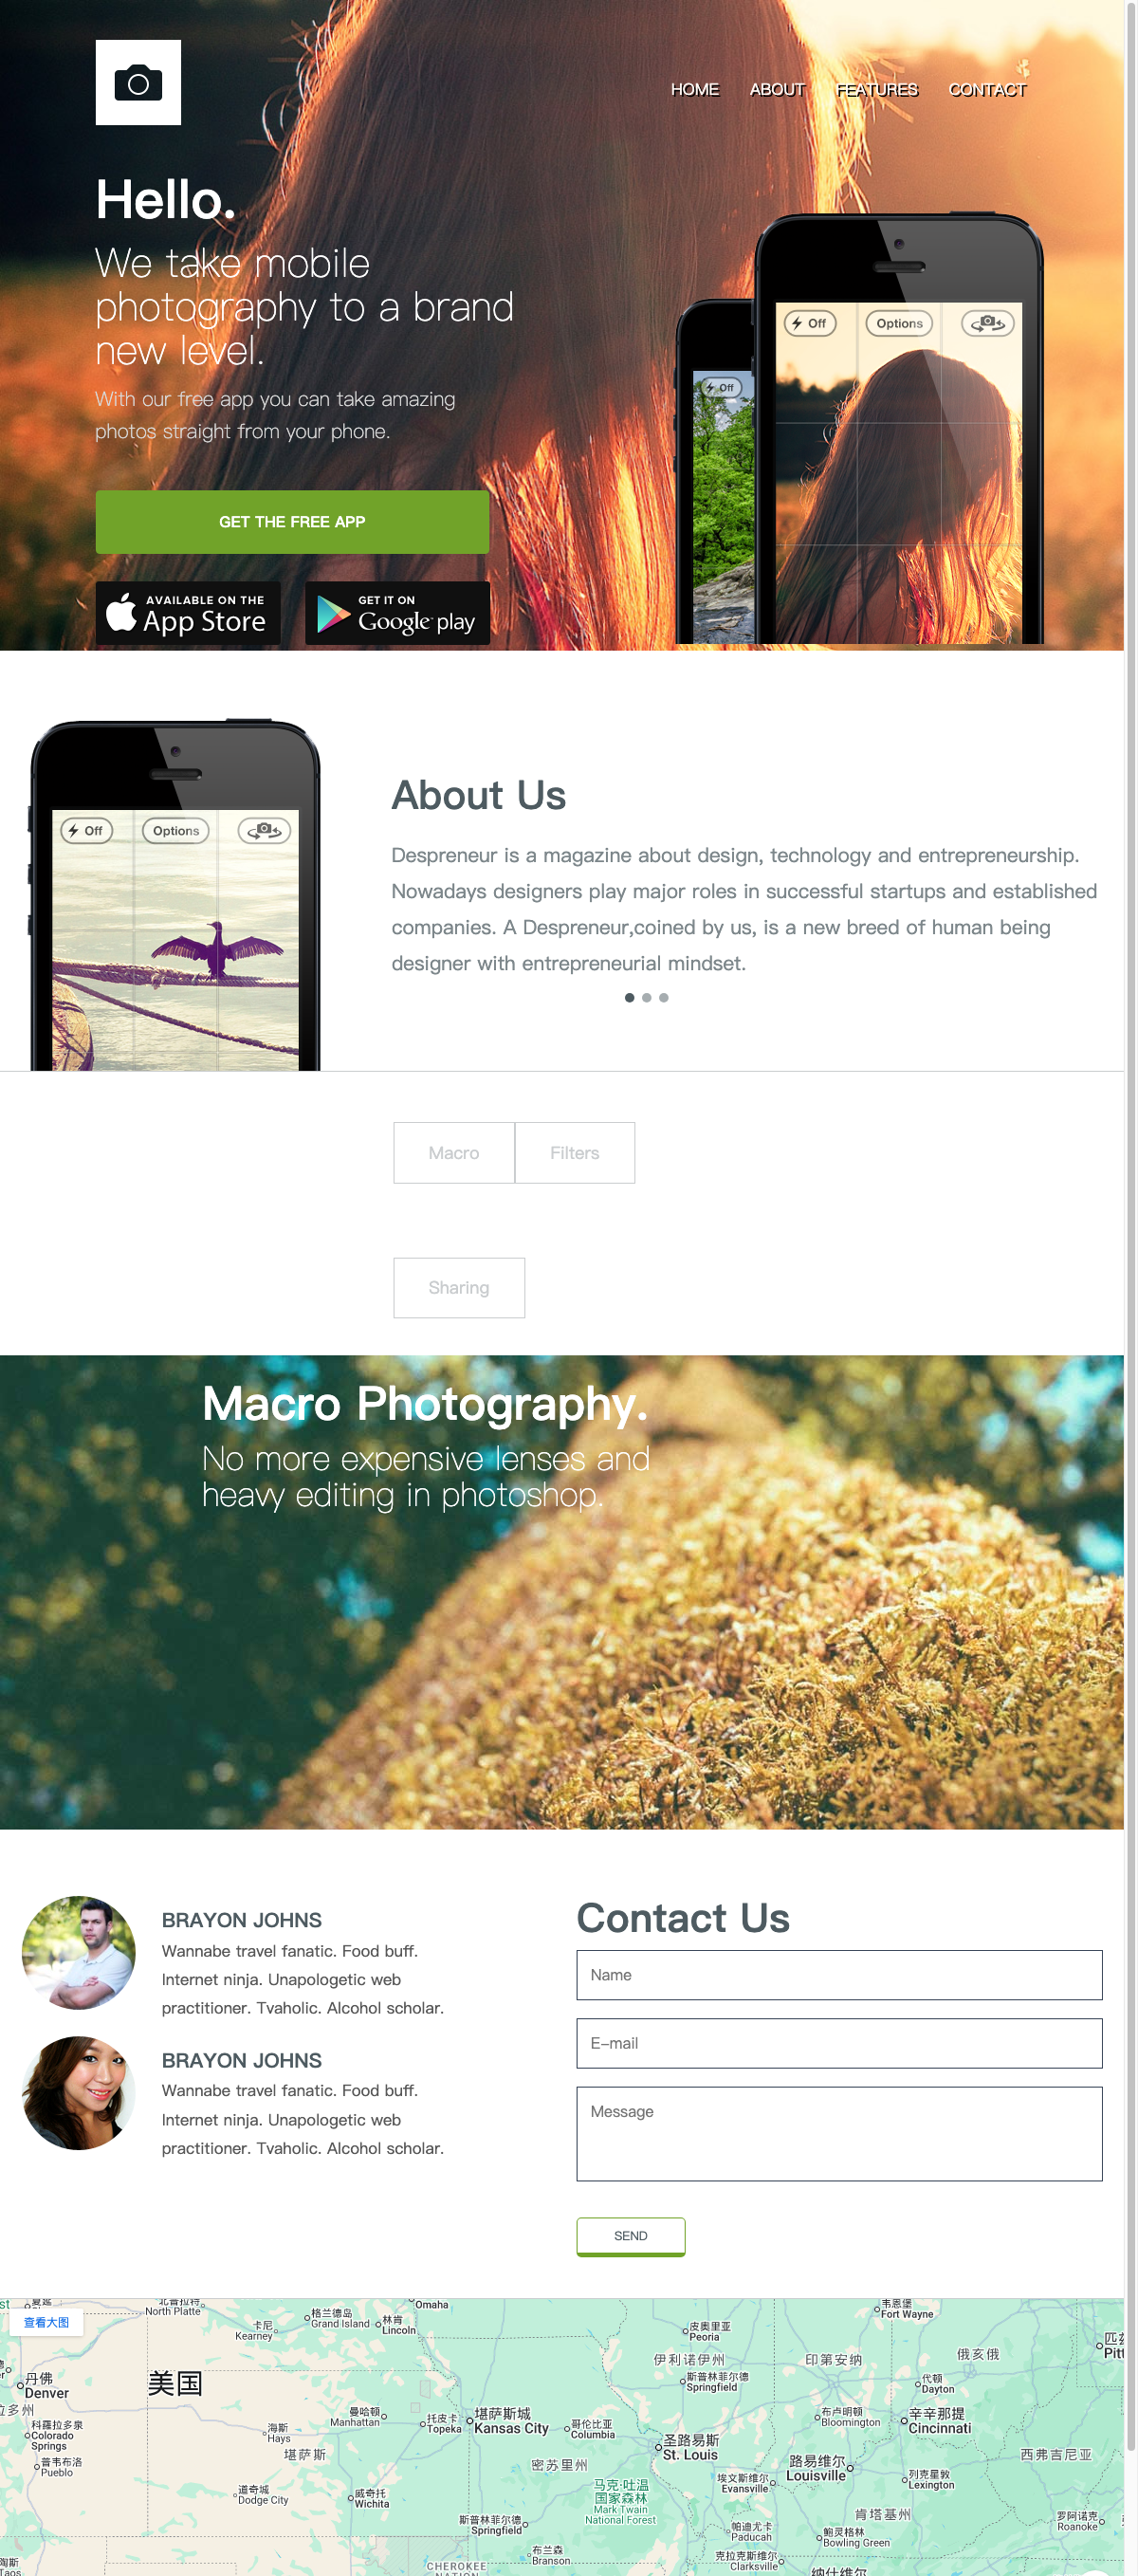 HOME ABOUT FEATURES CONTACT
Hello.
We take mobile
photography to a brand
new level.
With our free app you can take amazing
photos straight from your phone.
GET THE FREE APP
AVAILABLE ON THE
App Store
GET IT ON
Google play
Off
Off Options
About Us
Despreneur is a magazine about design, technology and entrepreneurship.
Nowadays designers play major roles in successful startups and established
companies. A Despreneur,coined by us, is a new breed of human being
designer with entrepreneurial mindset.
Off Options
Macro Filters
Sharing
Macro Photography.
No more expensive lenses and
heavy editing in photoshop.
BRAYON JOHNS
Wannabe travel fanatic. Food buff.
Internet ninja. Unapologetic web
practitioner. Tvaholic. Alcohol scholar.
BRAYON JOHNS
Wannabe travel fanatic. Food buff.
Internet ninja. Unapologetic web
practitioner. Tvaholic. Alcohol scholar.
Contact Us
Name
E-mail
Message
SEND
查看大图
North Platte
卡尼
Kearney
格兰德岛
Grand Island
林肯
Lincoln
Omaha
皮奥里亚
Peoria
韦恩堡
Fort Wayne
丹佛
Denver
美国
伊利诺伊州
斯普林菲尔德
Springfield
印第安纳
俄亥俄
代顿
Dayton
科羅拉多泉
Colorado
Springs
普韦布洛
Pueblo
海斯
Hays
堪萨斯
曼哈顿
Manhattan
托皮卡
Topeka
堪萨斯城
Kansas City
哥伦比亚
Columbia
圣路易斯
St. Louis
密苏里州
布卢明顿
Bloomington
辛辛那提
Cincinnati
路易维尔
Louisville
西弗吉尼亚
道奇城
Dodge City
威奇托
Wichita
马克·吐温
国家森林
Mark Twain
National Forest
埃文斯维尔
Evansville
列克星敦
Lexington
肯塔基州
斯普林菲尔德
Springfield
帕迪尤卡
Paducah
鲍灵格林
Bowling Green
罗阿诺克
Roanoke
布兰森
Branson
克拉克斯维尔
Clarksville
纳什维尔
CHEROKEE